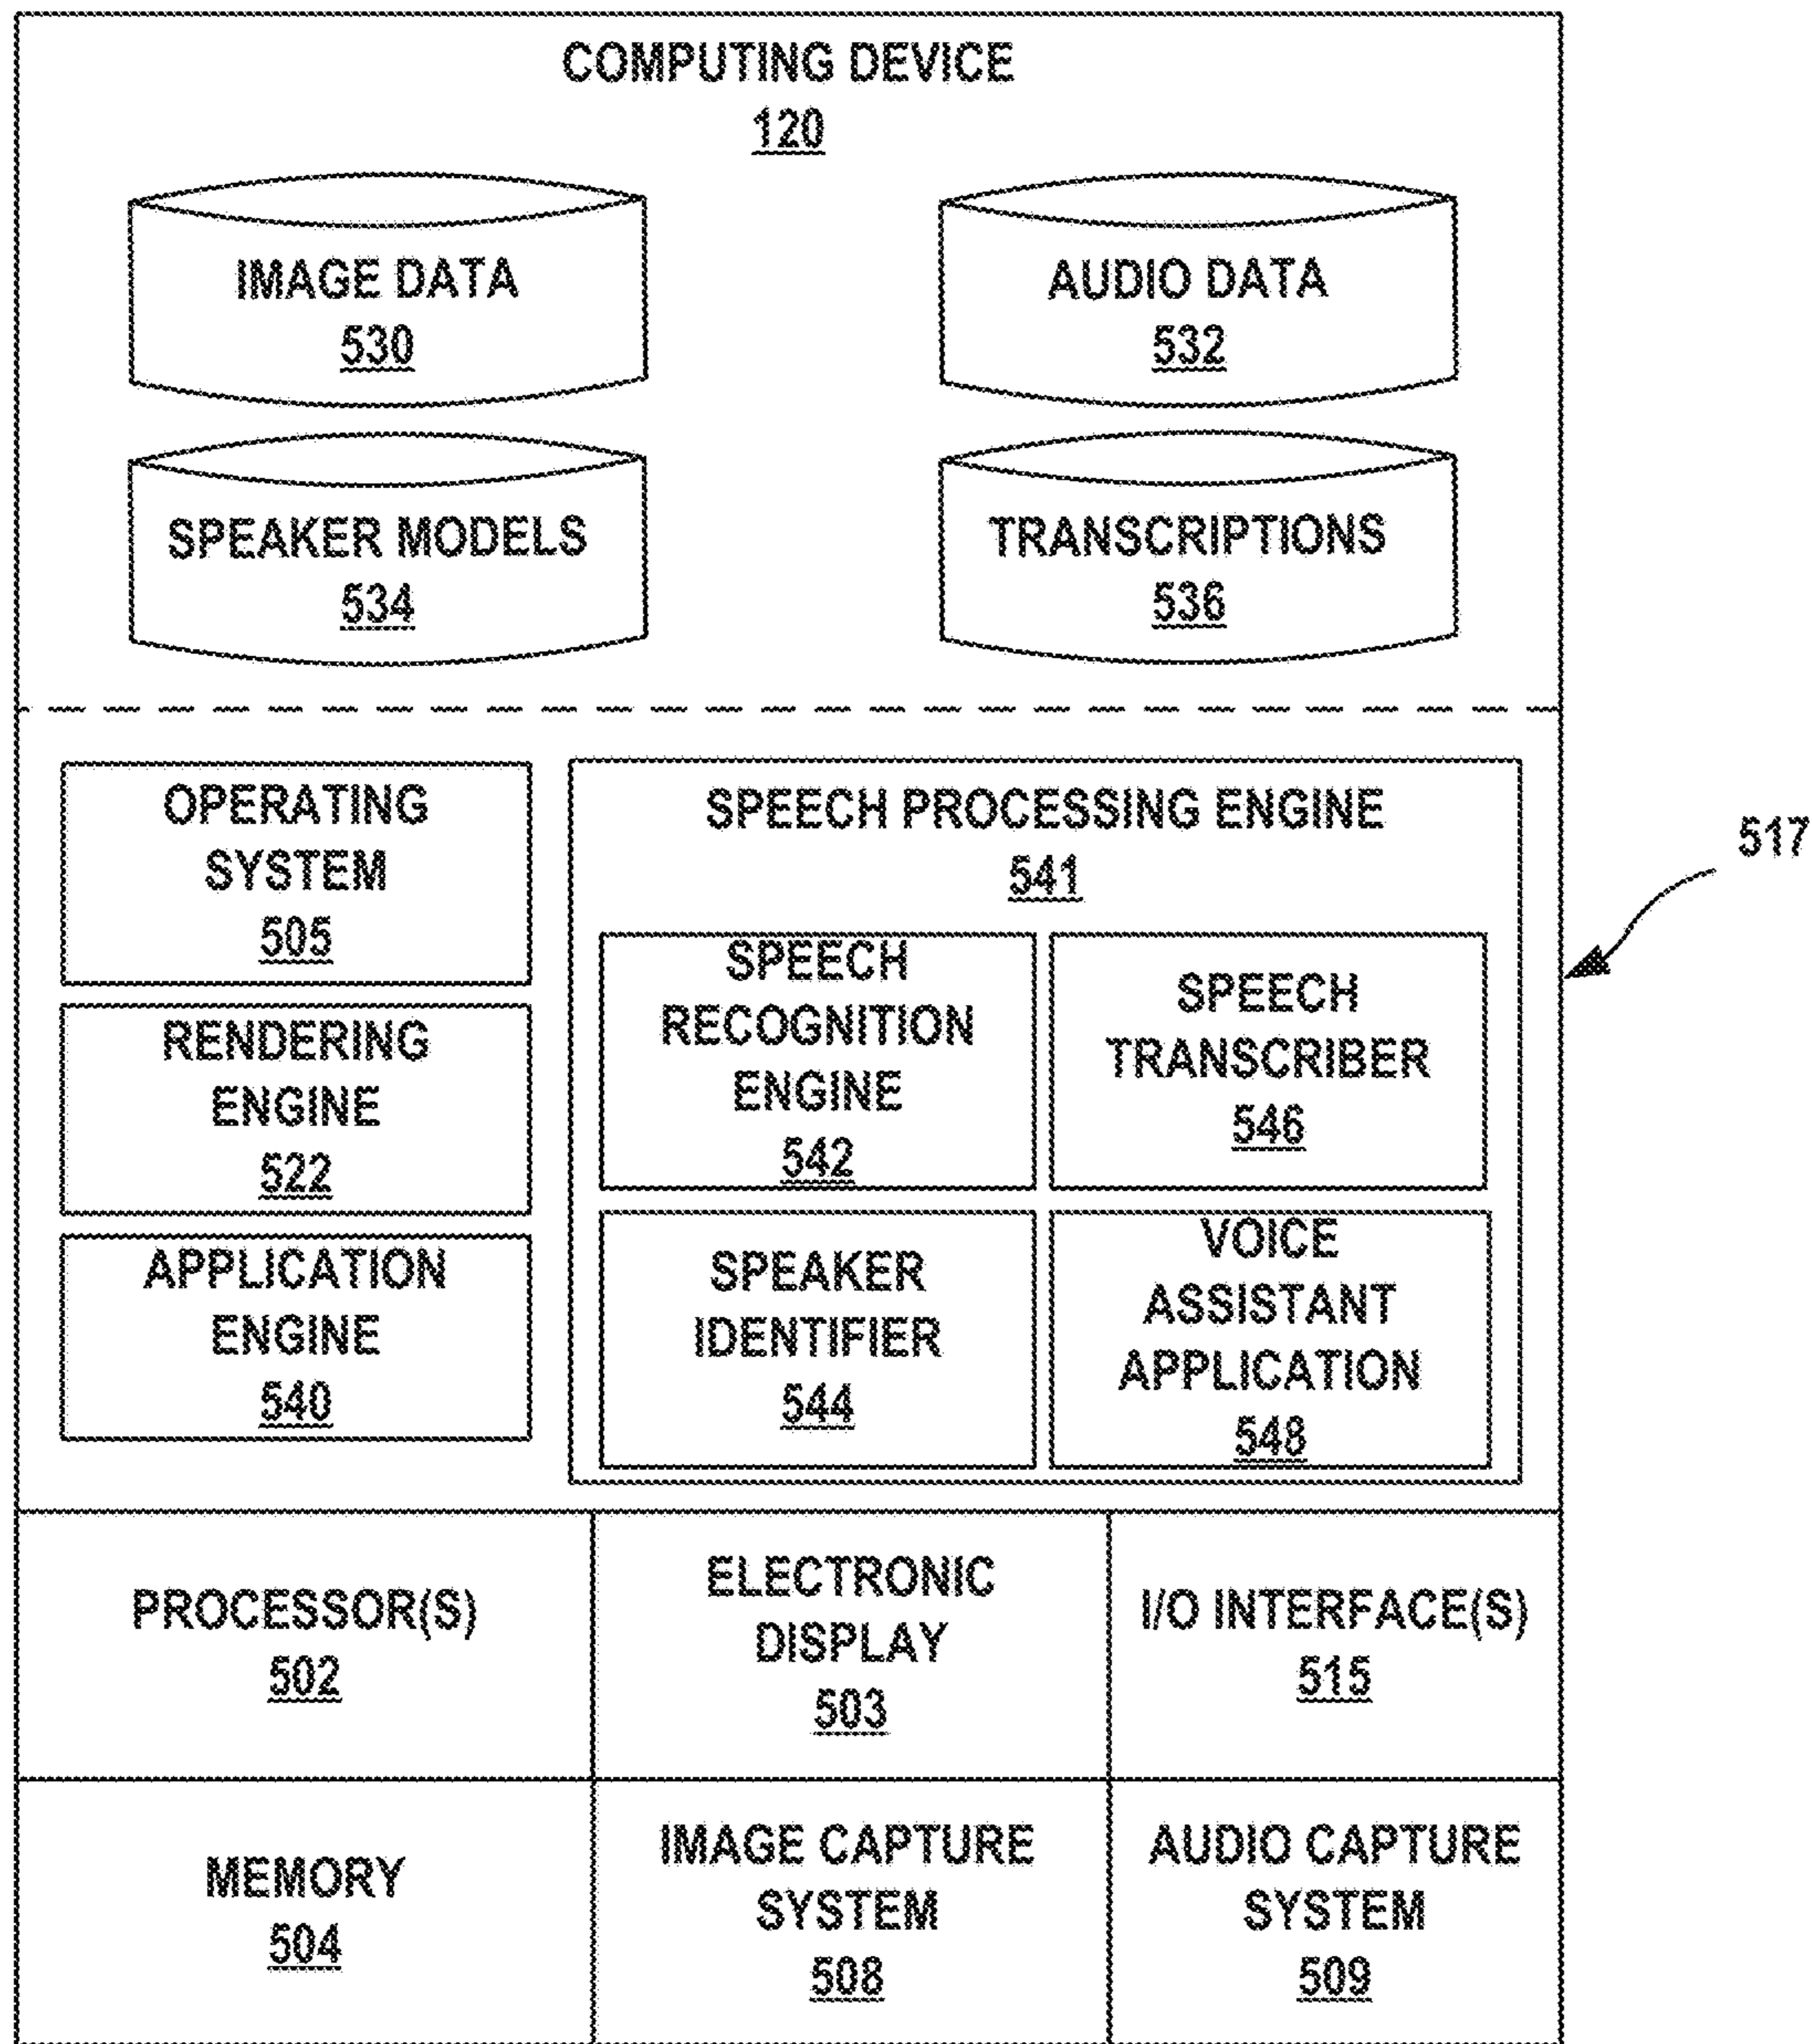 COMPUTING DEVICE
120
IMAGE DATA
530
AUDIO DATA
532
SPEAKER MODELS
534
TRANSCRIPTIONS
536
OPERATING
SYSTEM
505
RENDERING
ENGINE
522
APPLICATION
ENGINE
540
SPEECH PROCESSING ENGINE
541
SPEECH
RECOGNITION
ENGINE
542
SPEECH
TRANSCRIBER
546
SPEAKER
IDENTIFIER
544
VOICE
ASSISTANT
APPLICATION
548
517
PROCESSOR(S)
502
ELECTRONIC
DISPLAY
503
I/O INTERFACE(S)
515
MEMORY
504
IMAGE CAPTURE
SYSTEM
508
AUDIO CAPTURE
SYSTEM
509